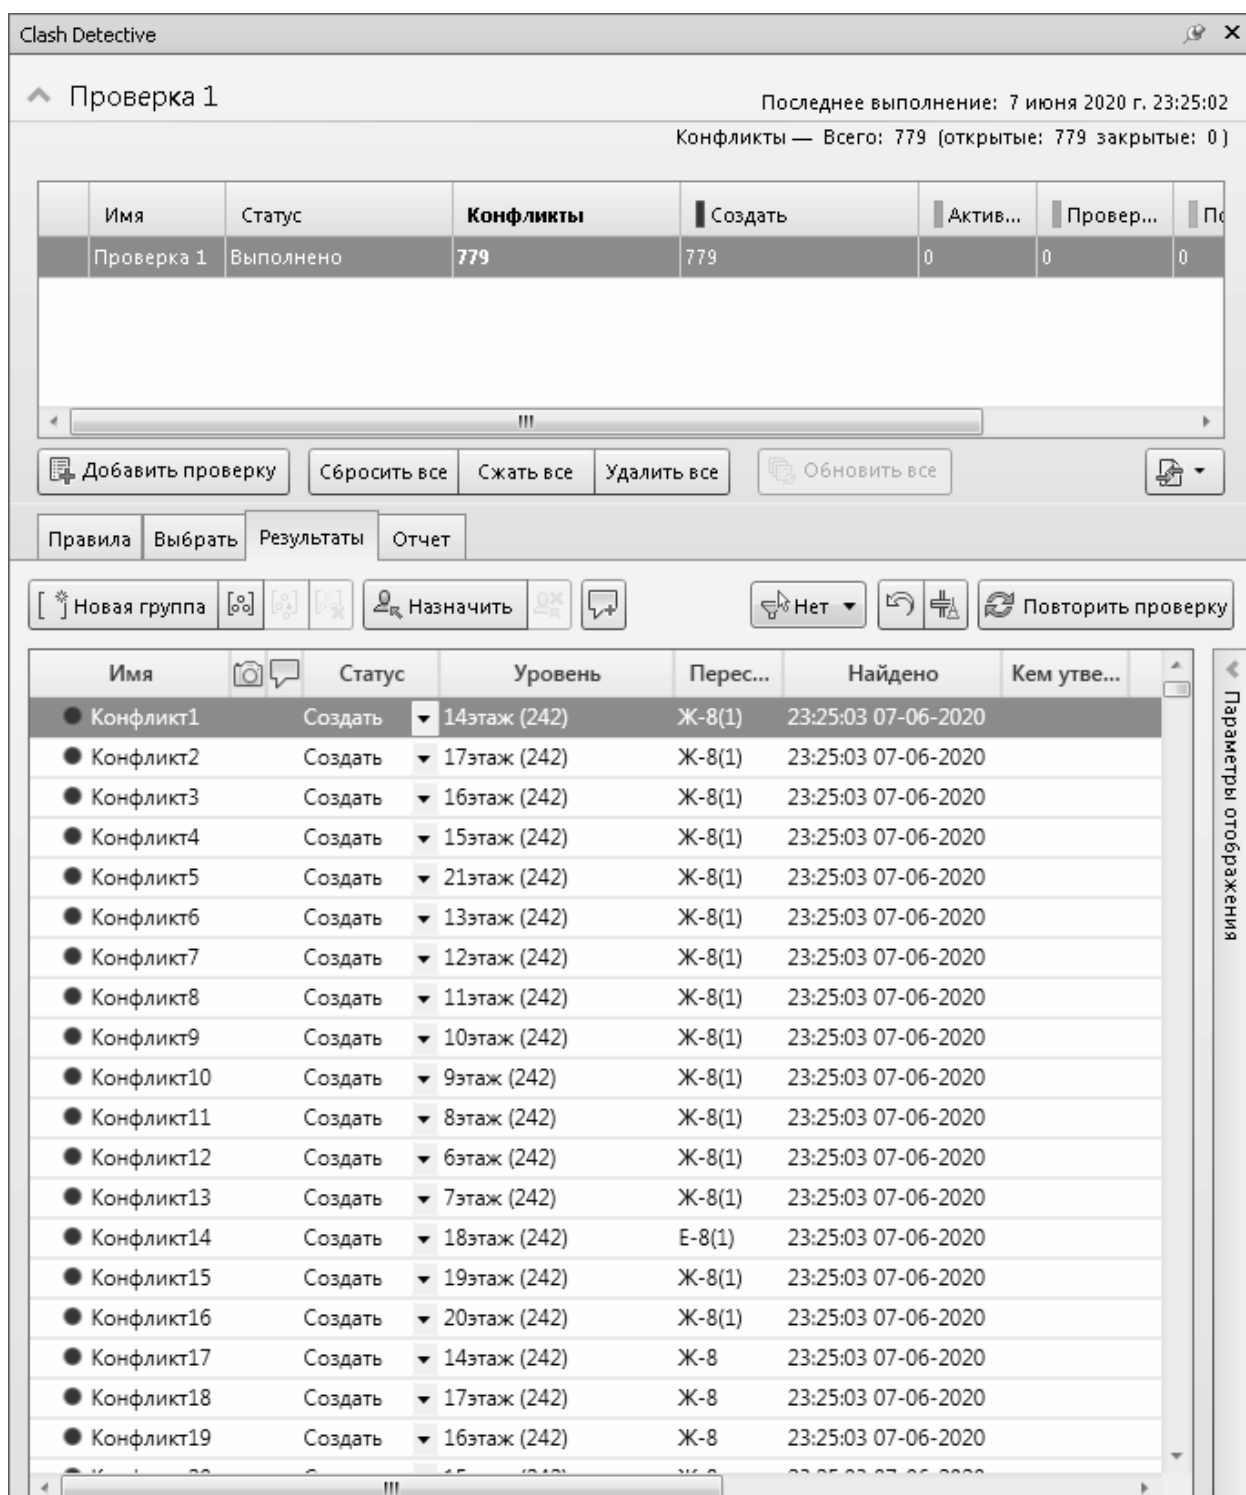 Clash Detective
Проверка 1
Последнее выполнение: 7 июня 2020 г. 23:25:02
Конфликты — Всего: 779 (открытые: 779 закрытые: 0)
Имя Статус Конфликты Создать Актив... Провер...
Проверка 1 Выполнено 779 779 0 0 0
Добавить проверку Сбросить все Сжать все Удалить все Обновить все
Правила Выбрать Результаты Отчет
Новая группа Назначить Нет Повторить проверку
Имя Статус Уровень Перес... Найдено Кем утве...
Параметры отображения
Конфликт1 Создать 14этаж (242) Ж-8(1) 23:25:03 07-06-2020
Конфликт2 Создать 17этаж (242) Ж-8(1) 23:25:03 07-06-2020
Конфликт3 Создать 16этаж (242) Ж-8(1) 23:25:03 07-06-2020
Конфликт4 Создать 15этаж (242) Ж-8(1) 23:25:03 07-06-2020
Конфликт5 Создать 21этаж (242) Ж-8(1) 23:25:03 07-06-2020
Конфликт6 Создать 13этаж (242) Ж-8(1) 23:25:03 07-06-2020
Конфликт7 Создать 12этаж (242) Ж-8(1) 23:25:03 07-06-2020
Конфликт8 Создать 11этаж (242) Ж-8(1) 23:25:03 07-06-2020
Конфликт9 Создать 10этаж (242) Ж-8(1) 23:25:03 07-06-2020
Конфликт10 Создать 9этаж (242) Ж-8(1) 23:25:03 07-06-2020
Конфликт11 Создать 8этаж (242) Ж-8(1) 23:25:03 07-06-2020
Конфликт12 Создать 6этаж (242) Ж-8(1) 23:25:03 07-06-2020
Конфликт13 Создать 7этаж (242) Ж-8(1) 23:25:03 07-06-2020
Конфликт14 Создать 18этаж (242) Е-8(1) 23:25:03 07-06-2020
Конфликт15 Создать 19этаж (242) Ж-8(1) 23:25:03 07-06-2020
Конфликт16 Создать 20этаж (242) Ж-8(1) 23:25:03 07-06-2020
Конфликт17 Создать 14этаж (242) Ж-8 23:25:03 07-06-2020
Конфликт18 Создать 17этаж (242) Ж-8 23:25:03 07-06-2020
Конфликт19 Создать 16этаж (242) Ж-8 23:25:03 07-06-2020